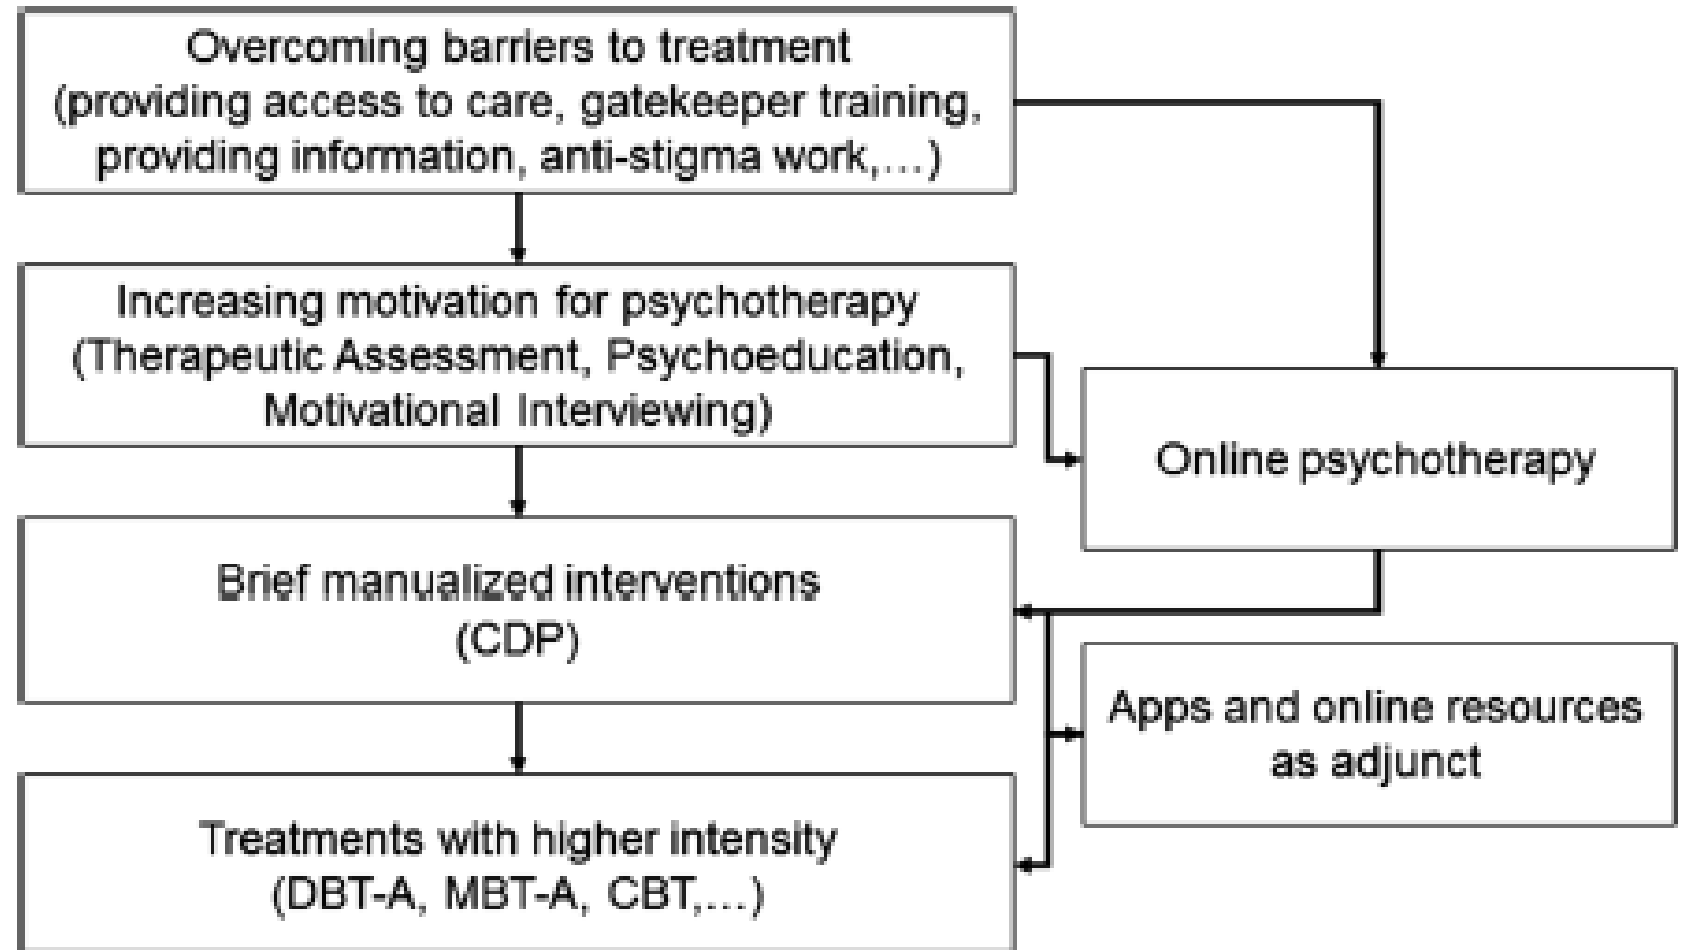 Overcoming barriers to treatment
(providing access to care, gatekeeper training,
providing information, anti-stigma work,...)
Increasing motivation for psychotherapy
(Therapeutic Assessment, Psychoeducation,
Motivational Interviewing)
Online psychotherapy
Brief manualized interventions
(CDP)
Apps and online resources
as adjunct
Treatments with higher intensity
(DBT-A, MBT-A, CBT,...)